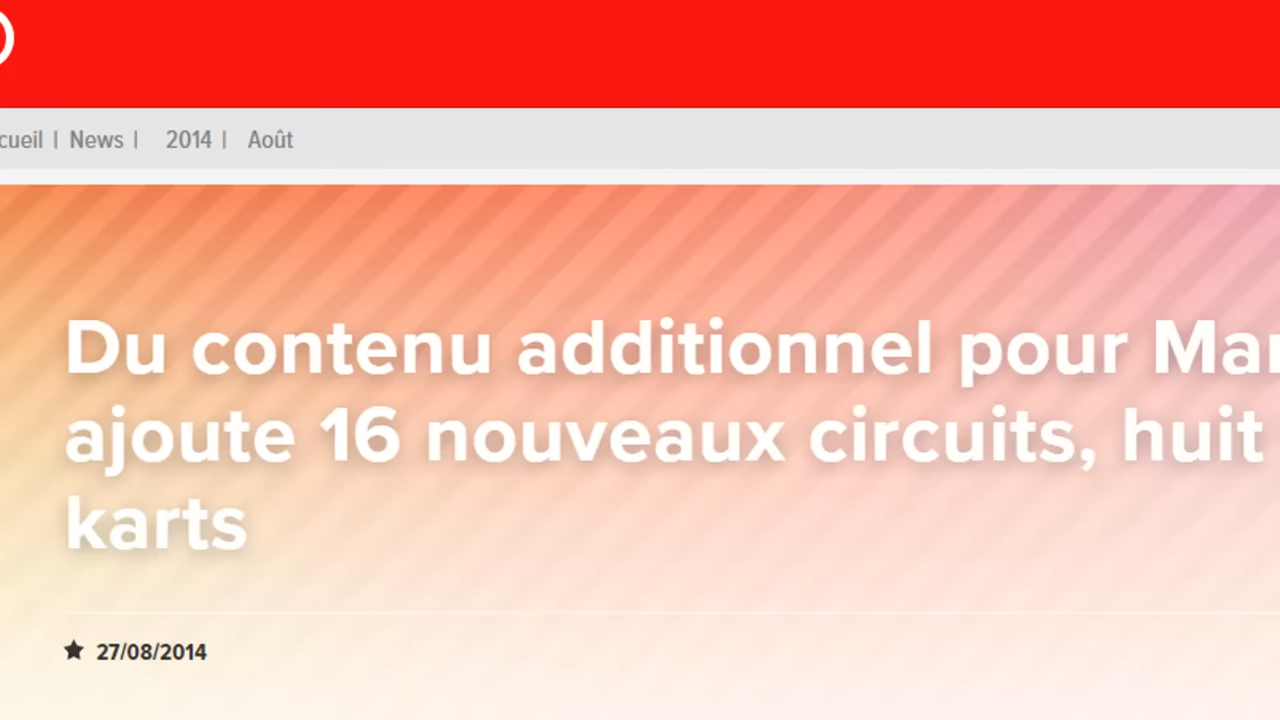 cueil | News | 2014 | Août
Du contenu additionnel pour Mar
ajoute 16 nouveaux circuits, huit
karts
27/08/2014